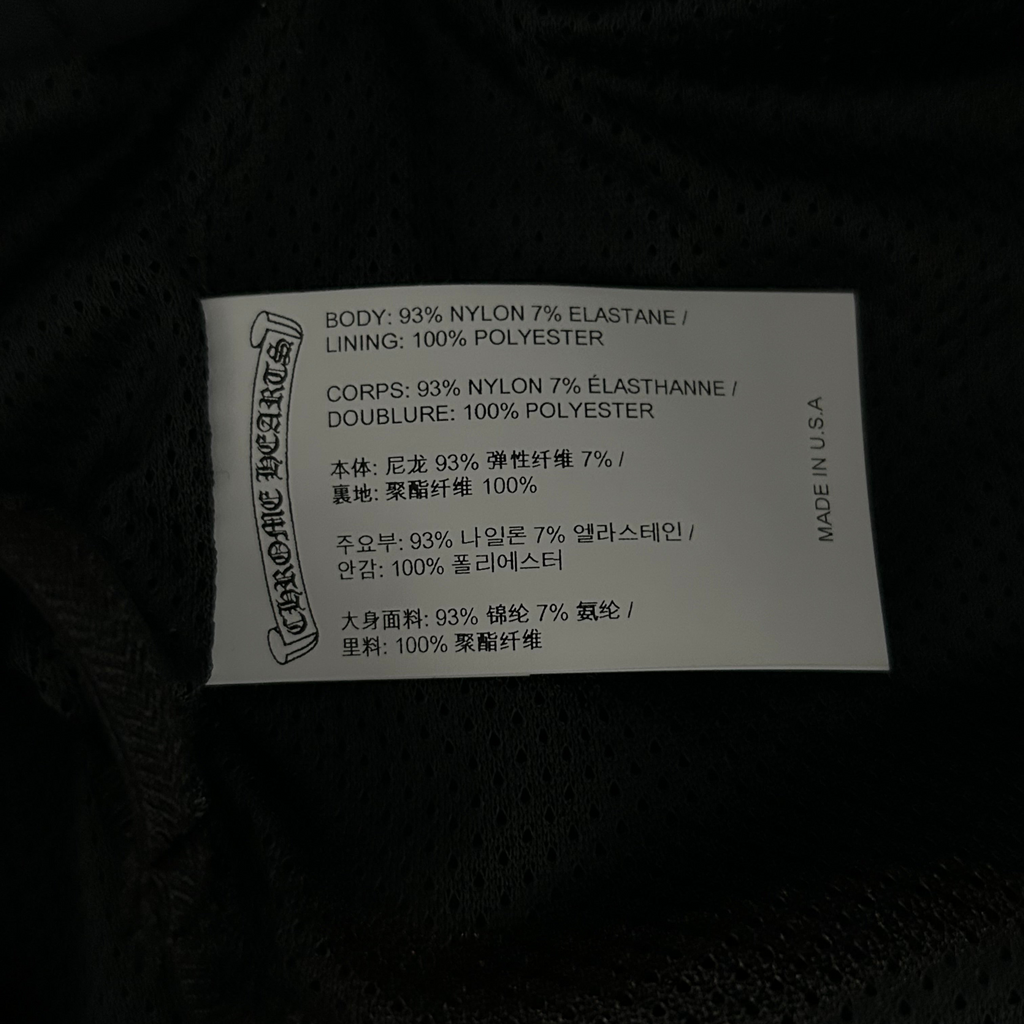 CHROME HEARTS
BODY: 93% NYLON 7% ELASTANE /
LINING: 100% POLYESTER
CORPS: 93% NYLON 7% ÉLASTHANNE /
DOUBLURE: 100% POLYESTER
本体: 尼龙 93% 弹性纤维 7% /
裏地: 聚酯纤维 100%
주요부: 93% 나일론 7% 엘라스테인 /
안감: 100% 폴리에스터
大身面料: 93% 锦纶 7% 氨纶 /
里料: 100% 聚酯纤维
MADE IN U.S.A